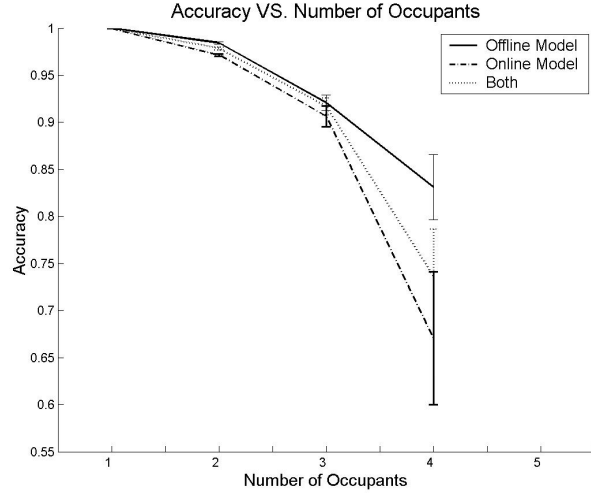 Accuracy VS. Number of Occupants
Offline Model
Online Model
Both
1
0.95
0.9
0.85
0.8
0.75
0.7
0.65
0.6
0.55
Accuracy
1 2 3 4 5
Number of Occupants